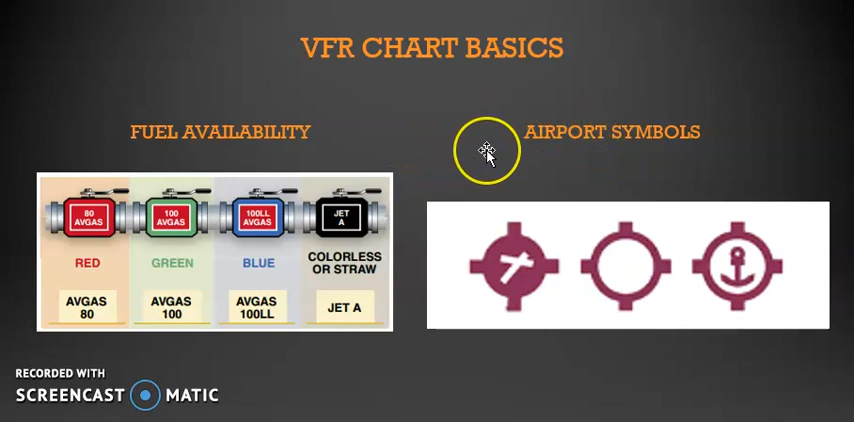 VFR CHART BASICS
FUEL AVAILABILITY
AIRPORT SYMBOLS
80
AVGAS
100
AVGAS
100LL
AVGAS
JET
A
RED
GREEN
BLUE
COLORLESS
OR STRAW
AVGAS
80
AVGAS
100
AVGAS
100LL
JET A
RECORDED WITH
SCREENCAST MATIC